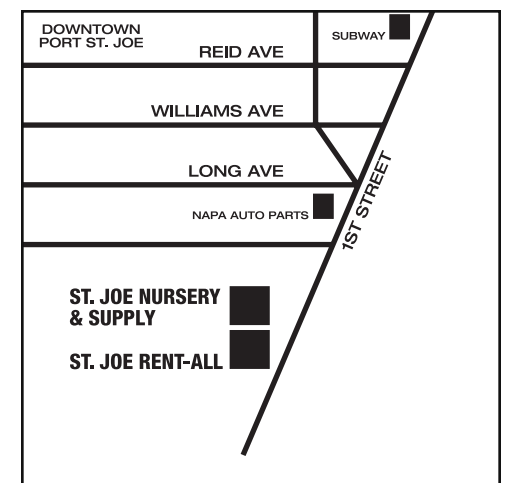 DOWNTOWN
PORT ST. JOE
SUBWAY
REID AVE
WILLIAMS AVE
LONG AVE
1ST STREET
NAPA AUTO PARTS
ST. JOE NURSERY
& SUPPLY
ST. JOE RENT-ALL